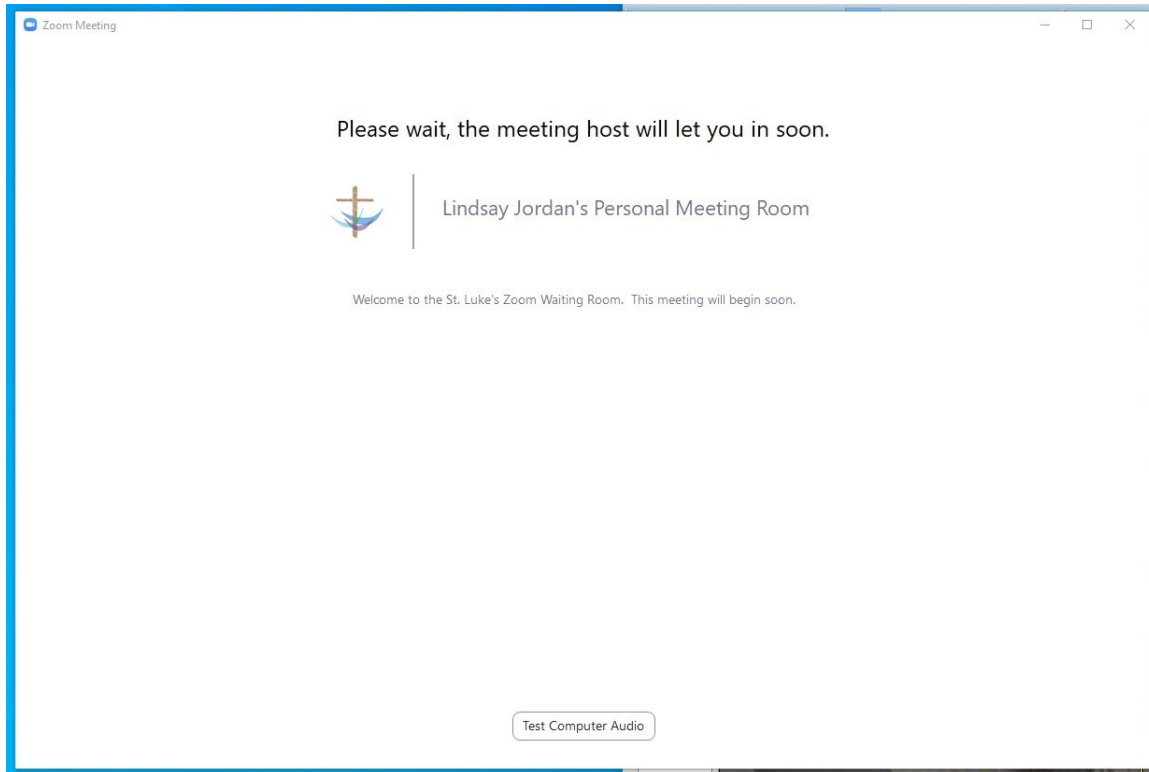 Zoom Meeting
Please wait, the meeting host will let you in soon.
Lindsay Jordan's Personal Meeting Room
Welcome to the St. Luke's Zoom Waiting Room.  This meeting will begin soon.
Test Computer Audio